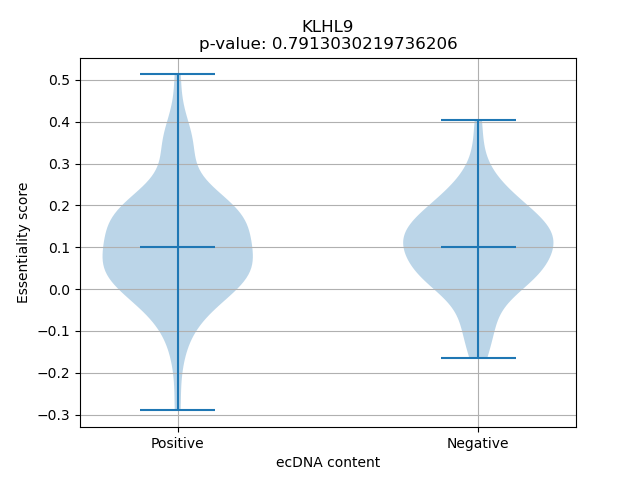 KLHL9
p-value: 0.7913030219736206
Essentiality score
0.5
0.4
0.3
0.2
0.1
0.0
−0.1
−0.2
−0.3
Positive
Negative
ecDNA content